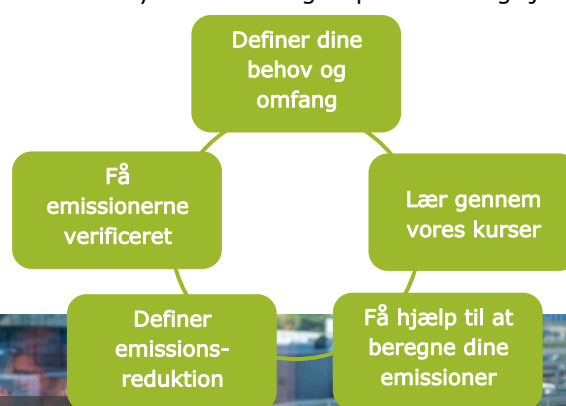 Definer dine
behov og
omfang
Lær gennem
vores kurser
Få hjælp til at
beregne dine
emissioner
Definer
emissions-
reduktion
Få
emissionerne
verificeret